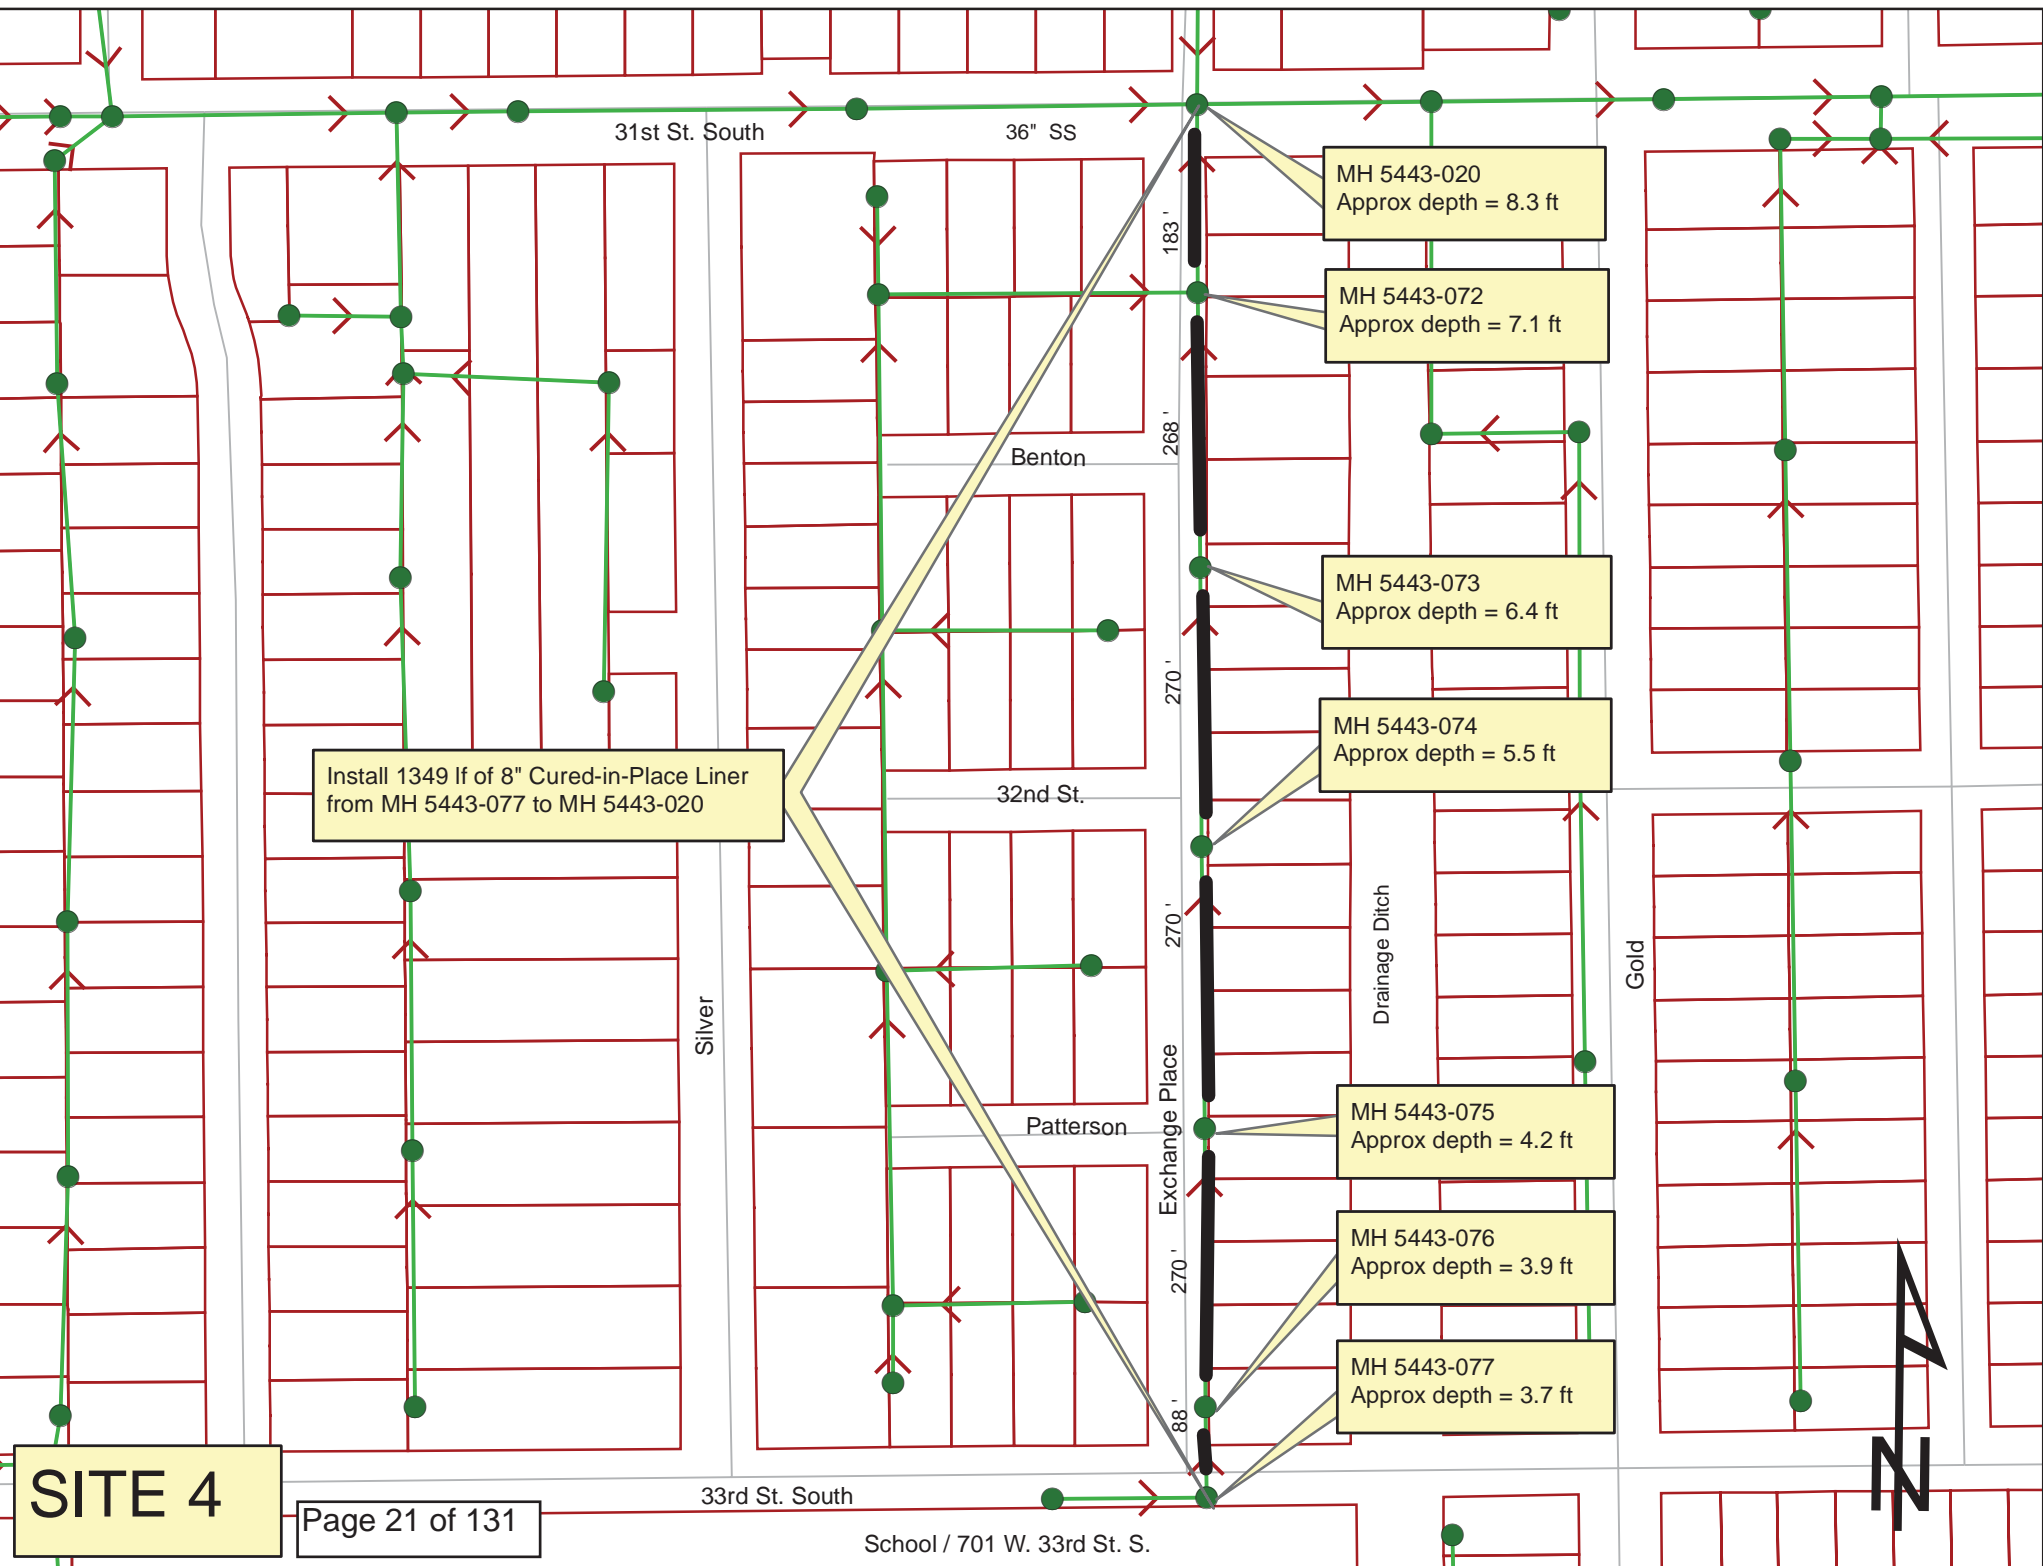 31st St. South
36" SS
MH 5443-020
Approx depth = 8.3 ft
183 '
MH 5443-072
Approx depth = 7.1 ft
268 '
Benton
MH 5443-073
Approx depth = 6.4 ft
270 '
MH 5443-074
Approx depth = 5.5 ft
Install 1349 lf of 8" Cured-in-Place Liner
from MH 5443-077 to MH 5443-020
32nd St.
270 '
Drainage Ditch
Gold
Silver
Exchange Place
Patterson
MH 5443-075
Approx depth = 4.2 ft
270 '
MH 5443-076
Approx depth = 3.9 ft
MH 5443-077
Approx depth = 3.7 ft
88 '
N
SITE 4
Page 21 of 131
33rd St. South
School / 701 W. 33rd St. S.